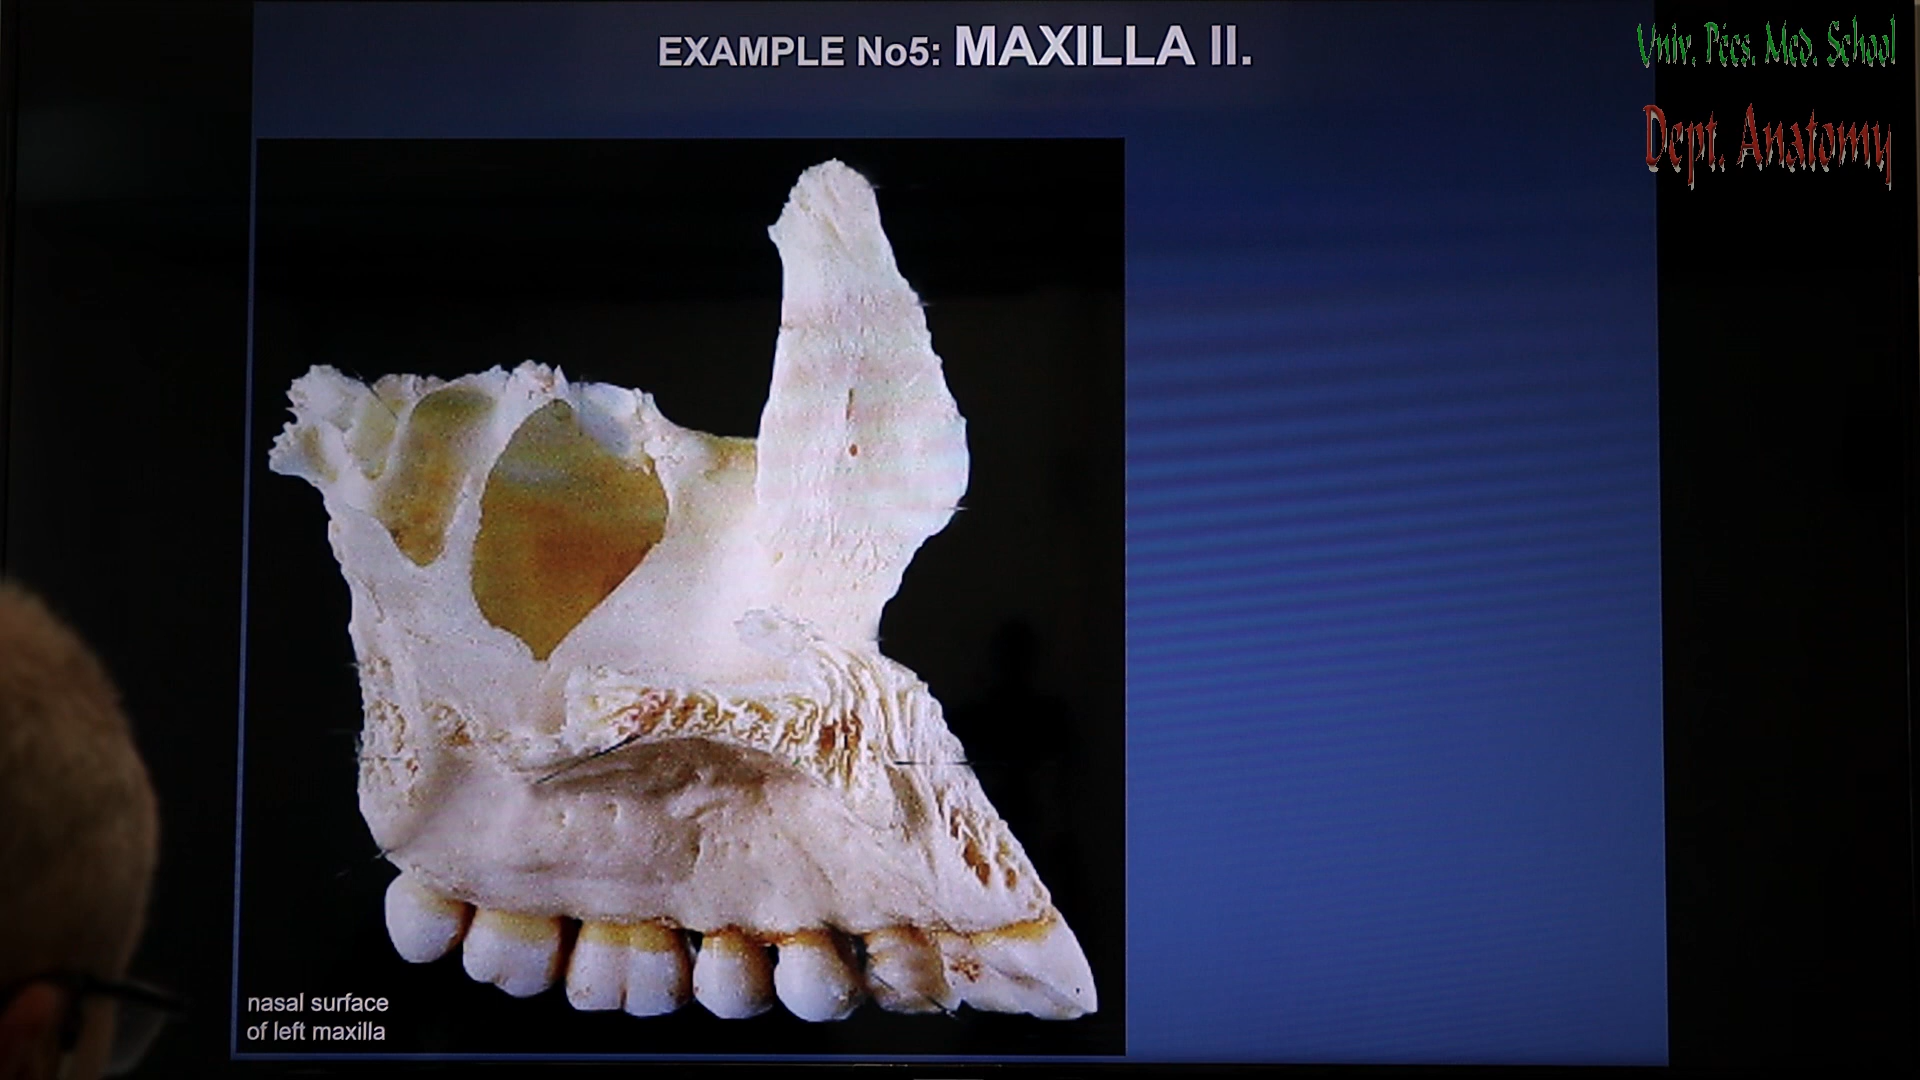 EXAMPLE No5: MAXILLA II.
Univ. Pécs. Med. School
Dept. Anatomy
nasal surface
of left maxilla